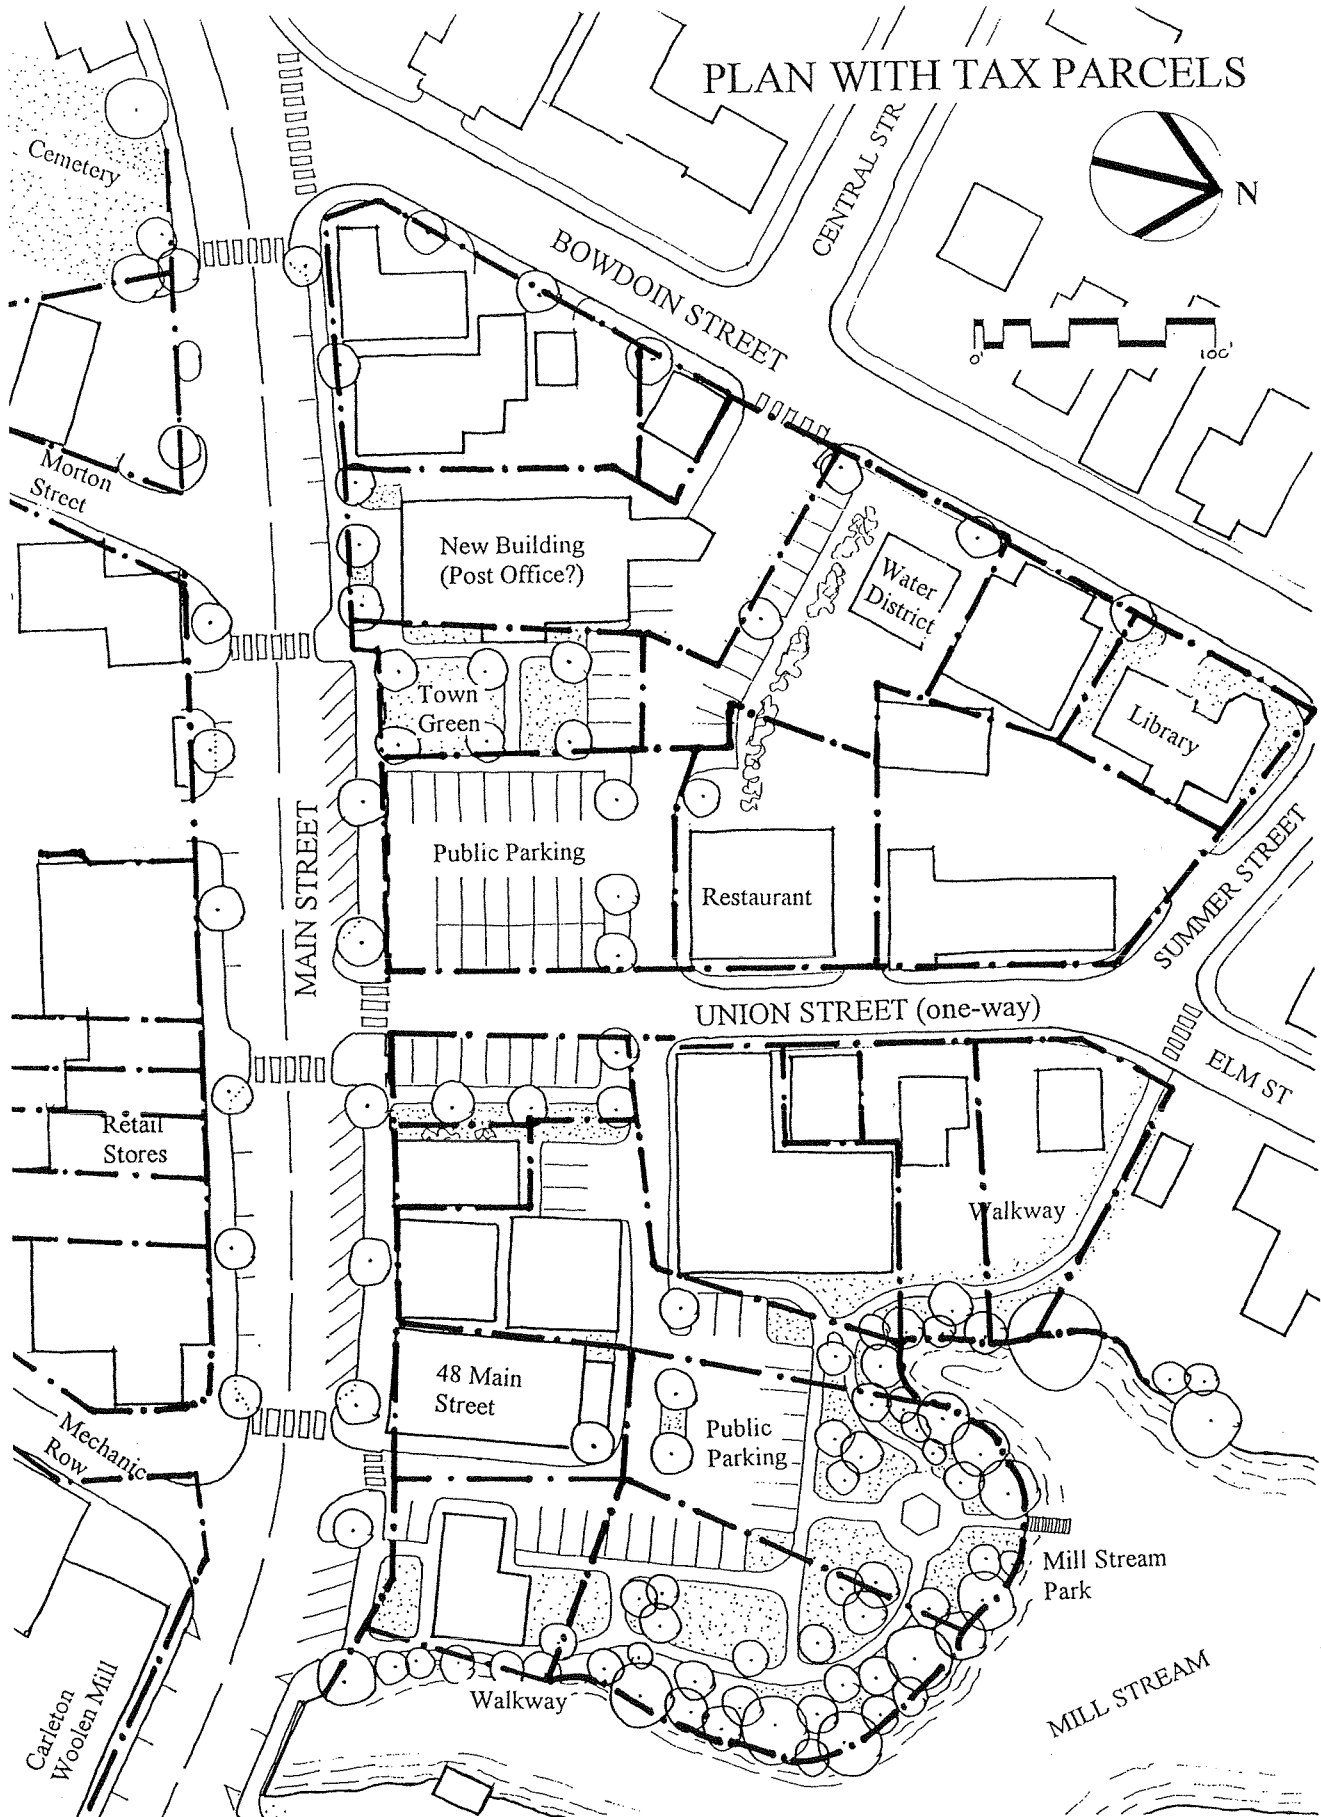 PLAN WITH TAX PARCELS
Cemetery
CENTRAL STR
N
BOWDOIN STREET
0'
100'
Morton
Street
New Building
(Post Office?)
Water
District
Town
Green
Library
MAIN STREET
Public Parking
Restaurant
SUMMER STREET
UNION STREET (one-way)
ELM ST
Retail
Stores
Walkway
48 Main
Street
Public
Parking
Mechanic
Row
Mill Stream
Park
Carleton
Woolen Mill
Walkway
MILL STREAM